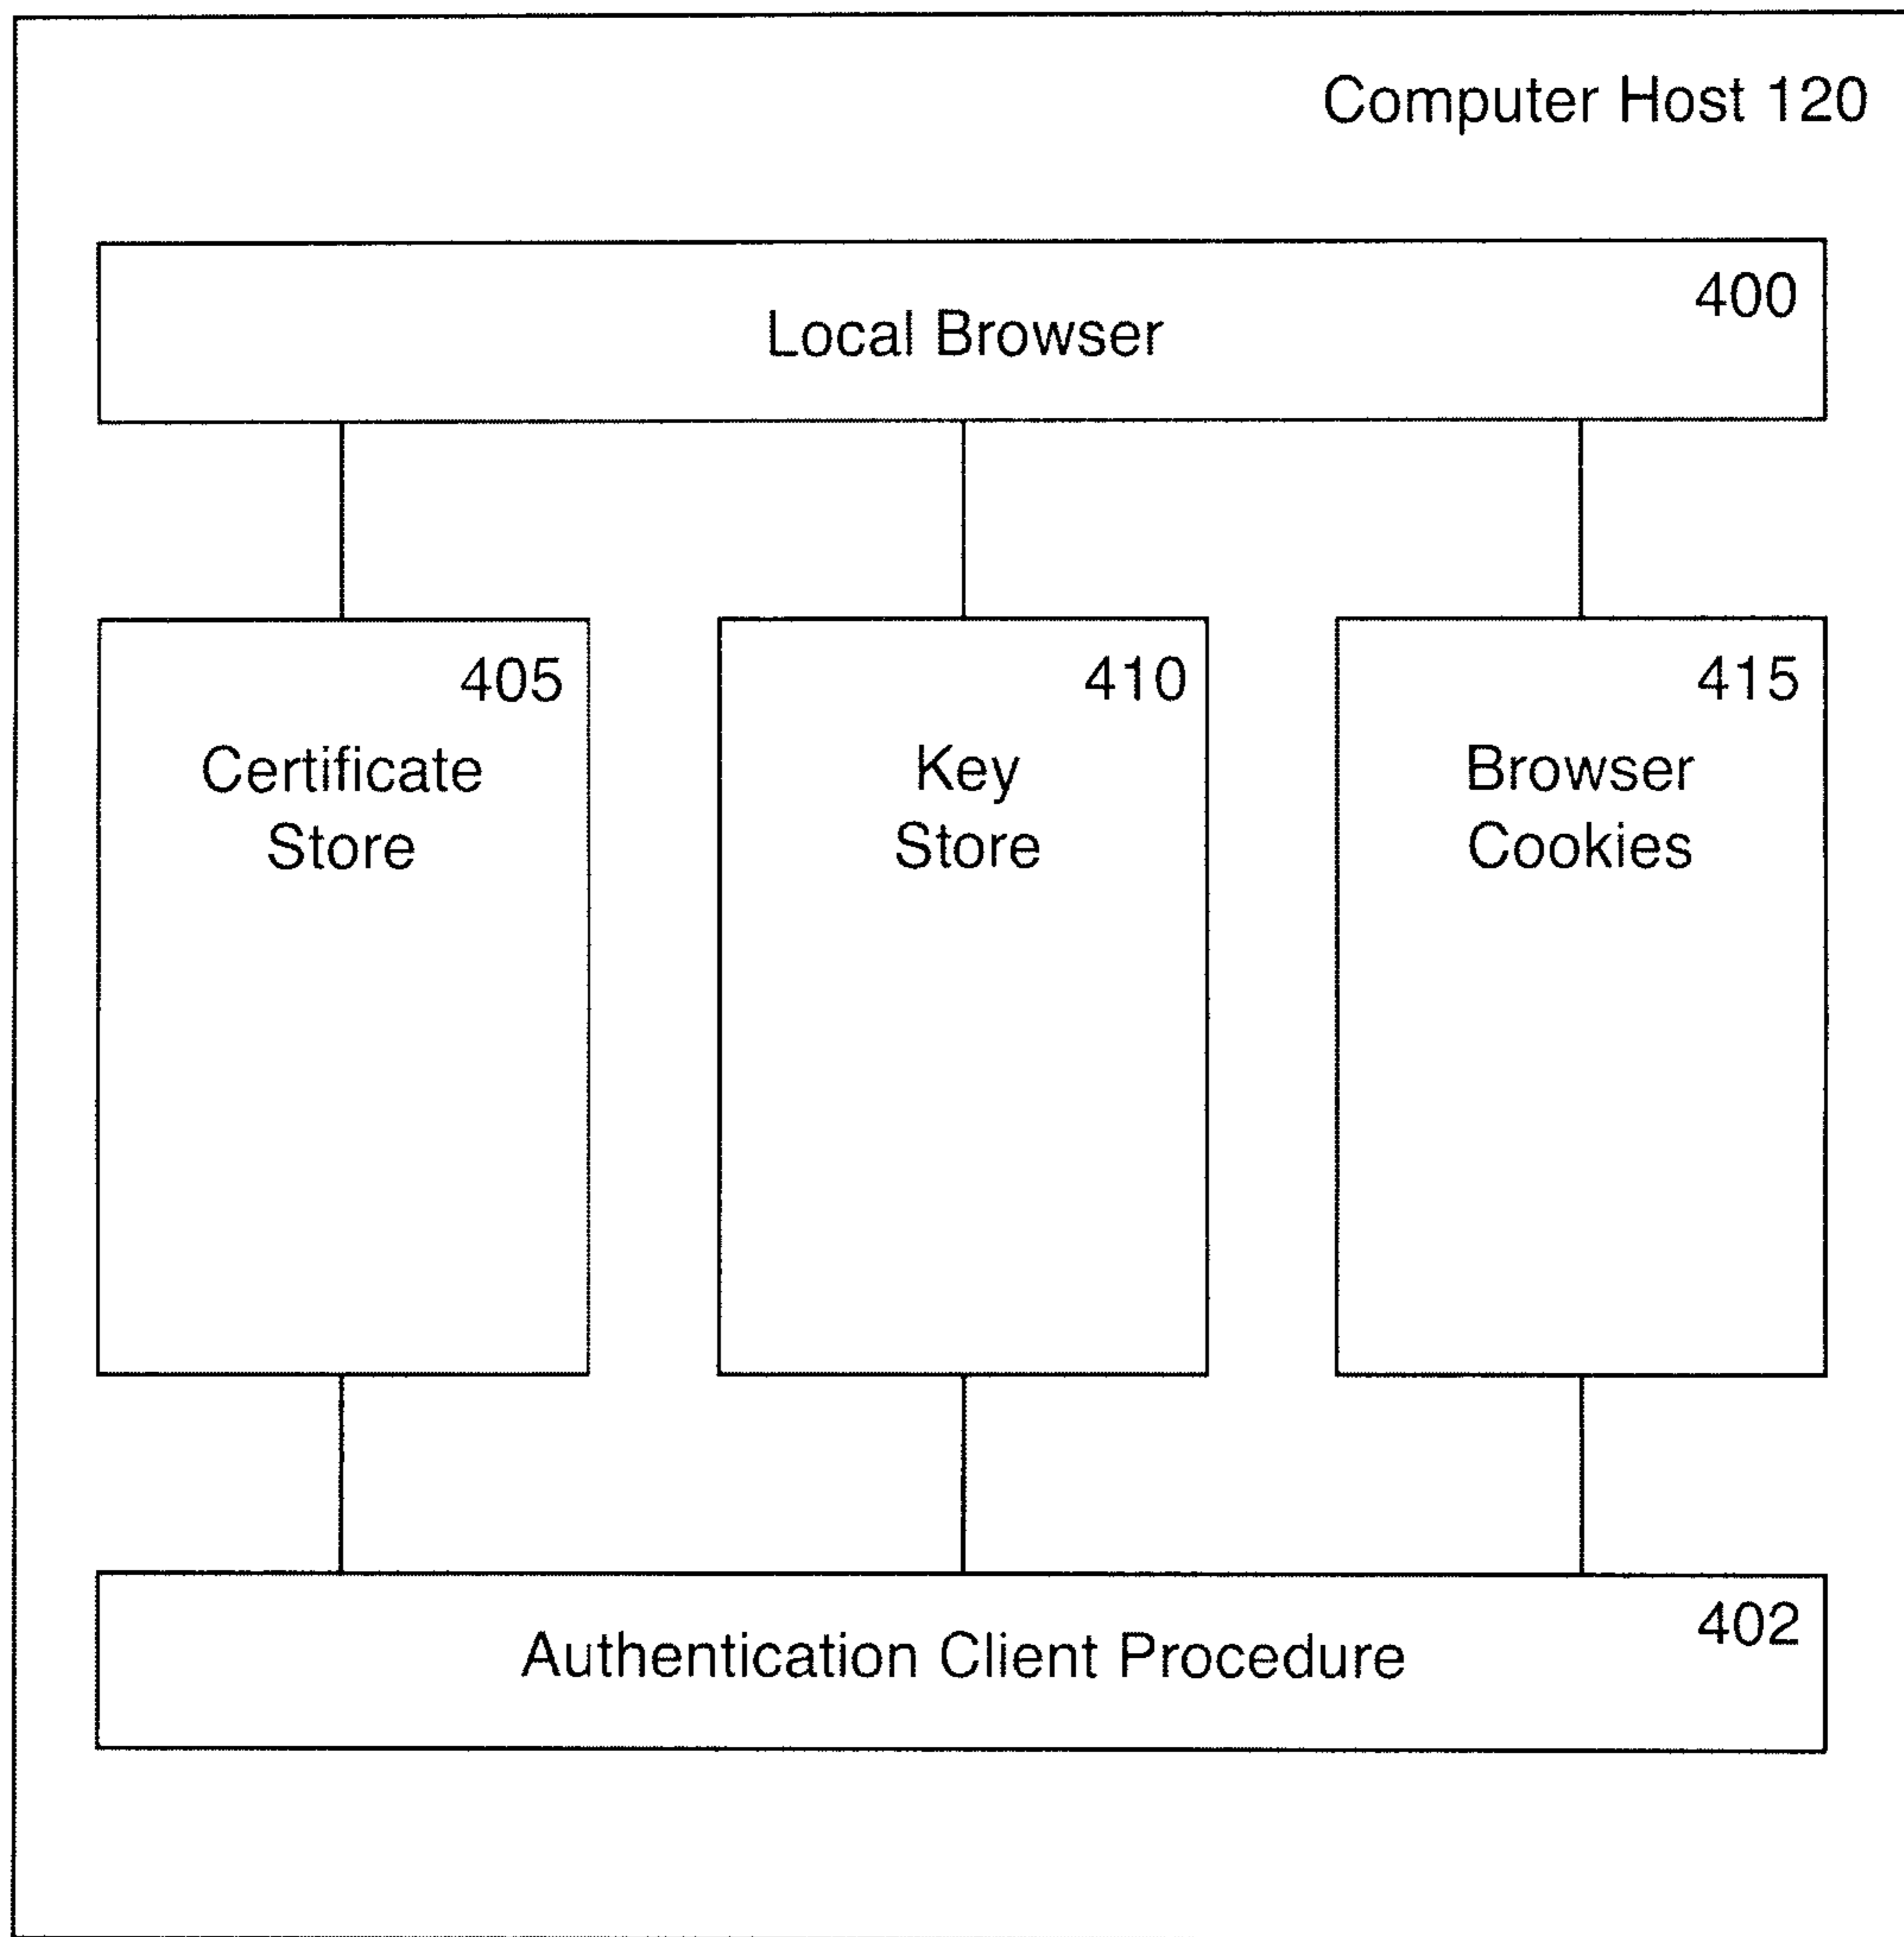 Computer Host 120
400
Local Browser
405
Certificate
Store
410
Key
Store
415
Browser
Cookies
402
Authentication Client Procedure